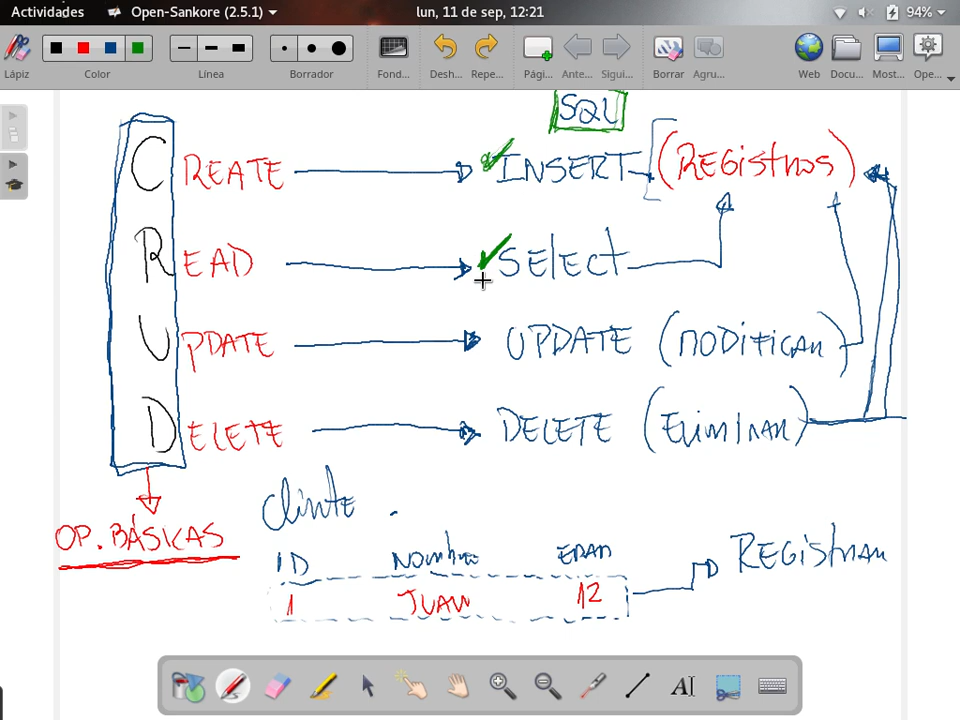 Actividades Open-Sankore (2.5.1) lun, 11 de sep, 12:21 94%
Lápiz Color Línea Borrador Fond... Desh... Repe... Pági... Ante... Sigui... Borrar Agru... Web Docu... Most... Ope...
SQL
CREATE INSERT (REGistros)
READ SElEct
UPDATE UPDATE (MODIFICAR)
DELETE DELETE (EliMINAR)
Cliente
OP. BÁSICAS
ID Nombre EDAD REGistrar
1 JUAN 12